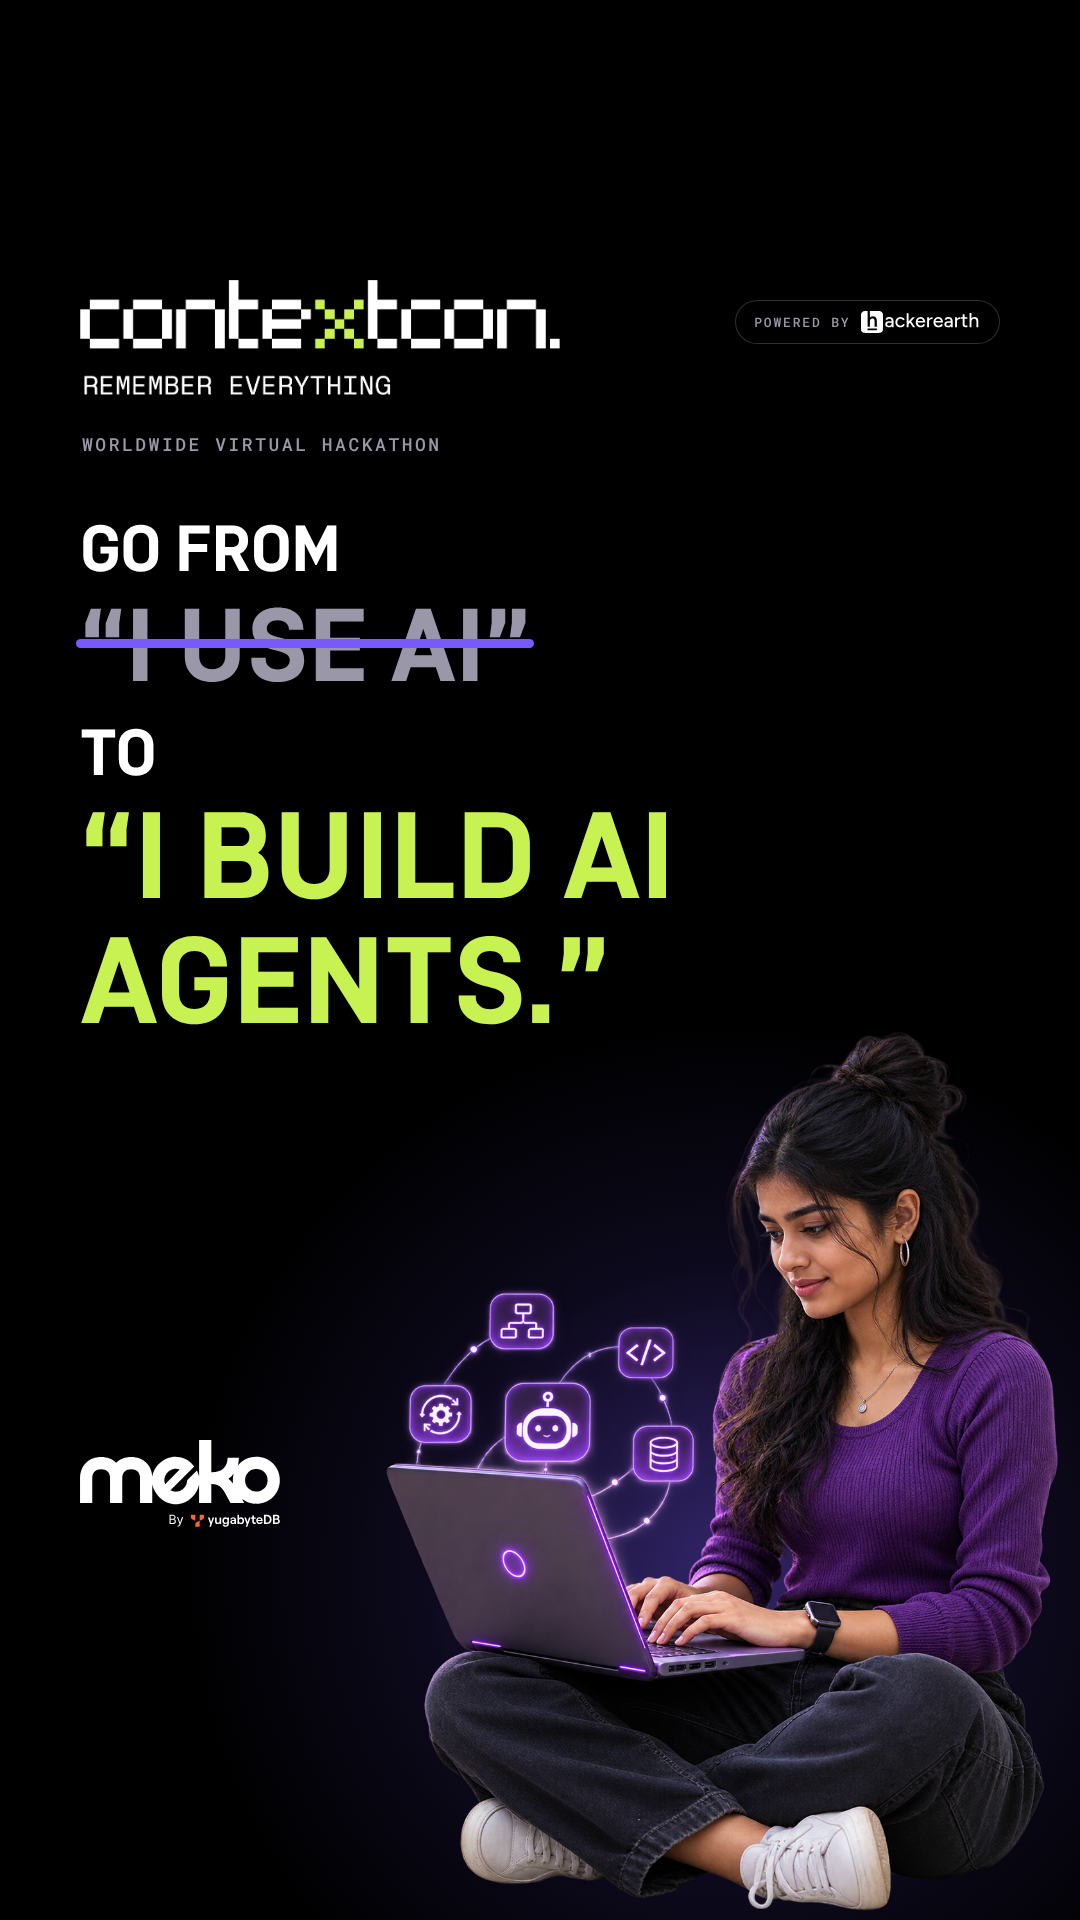 contextcon.
POWERED BY hackerearth
REMEMBER EVERYTHING
WORLDWIDE VIRTUAL HACKATHON
GO FROM
“I USE AI”
TO
“I BUILD AI
AGENTS.”
</>
meko
By yugabyteDB